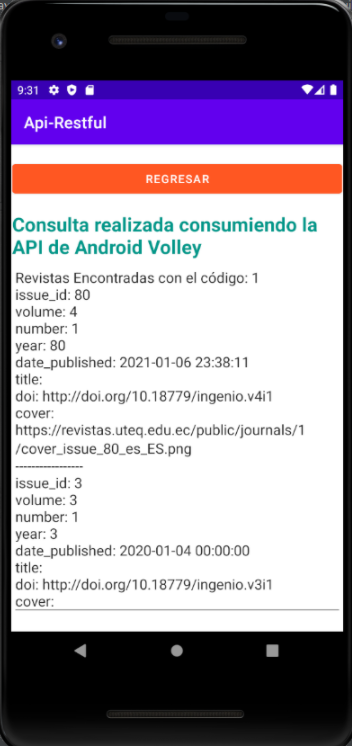 9:31
Api-Restful
REGRESAR
Consulta realizada consumiendo la
API de Android Volley
Revistas Encontradas con el código: 1
issue_id: 80
volume: 4
number: 1
year: 80
date_published: 2021-01-06 23:38:11
title:
doi: http://doi.org/10.18779/ingenio.v4i1
cover:
https://revistas.uteq.edu.ec/public/journals/1
/cover_issue_80_es_ES.png
-----------------
issue_id: 3
volume: 3
number: 1
year: 3
date_published: 2020-01-04 00:00:00
title:
doi: http://doi.org/10.18779/ingenio.v3i1
cover: